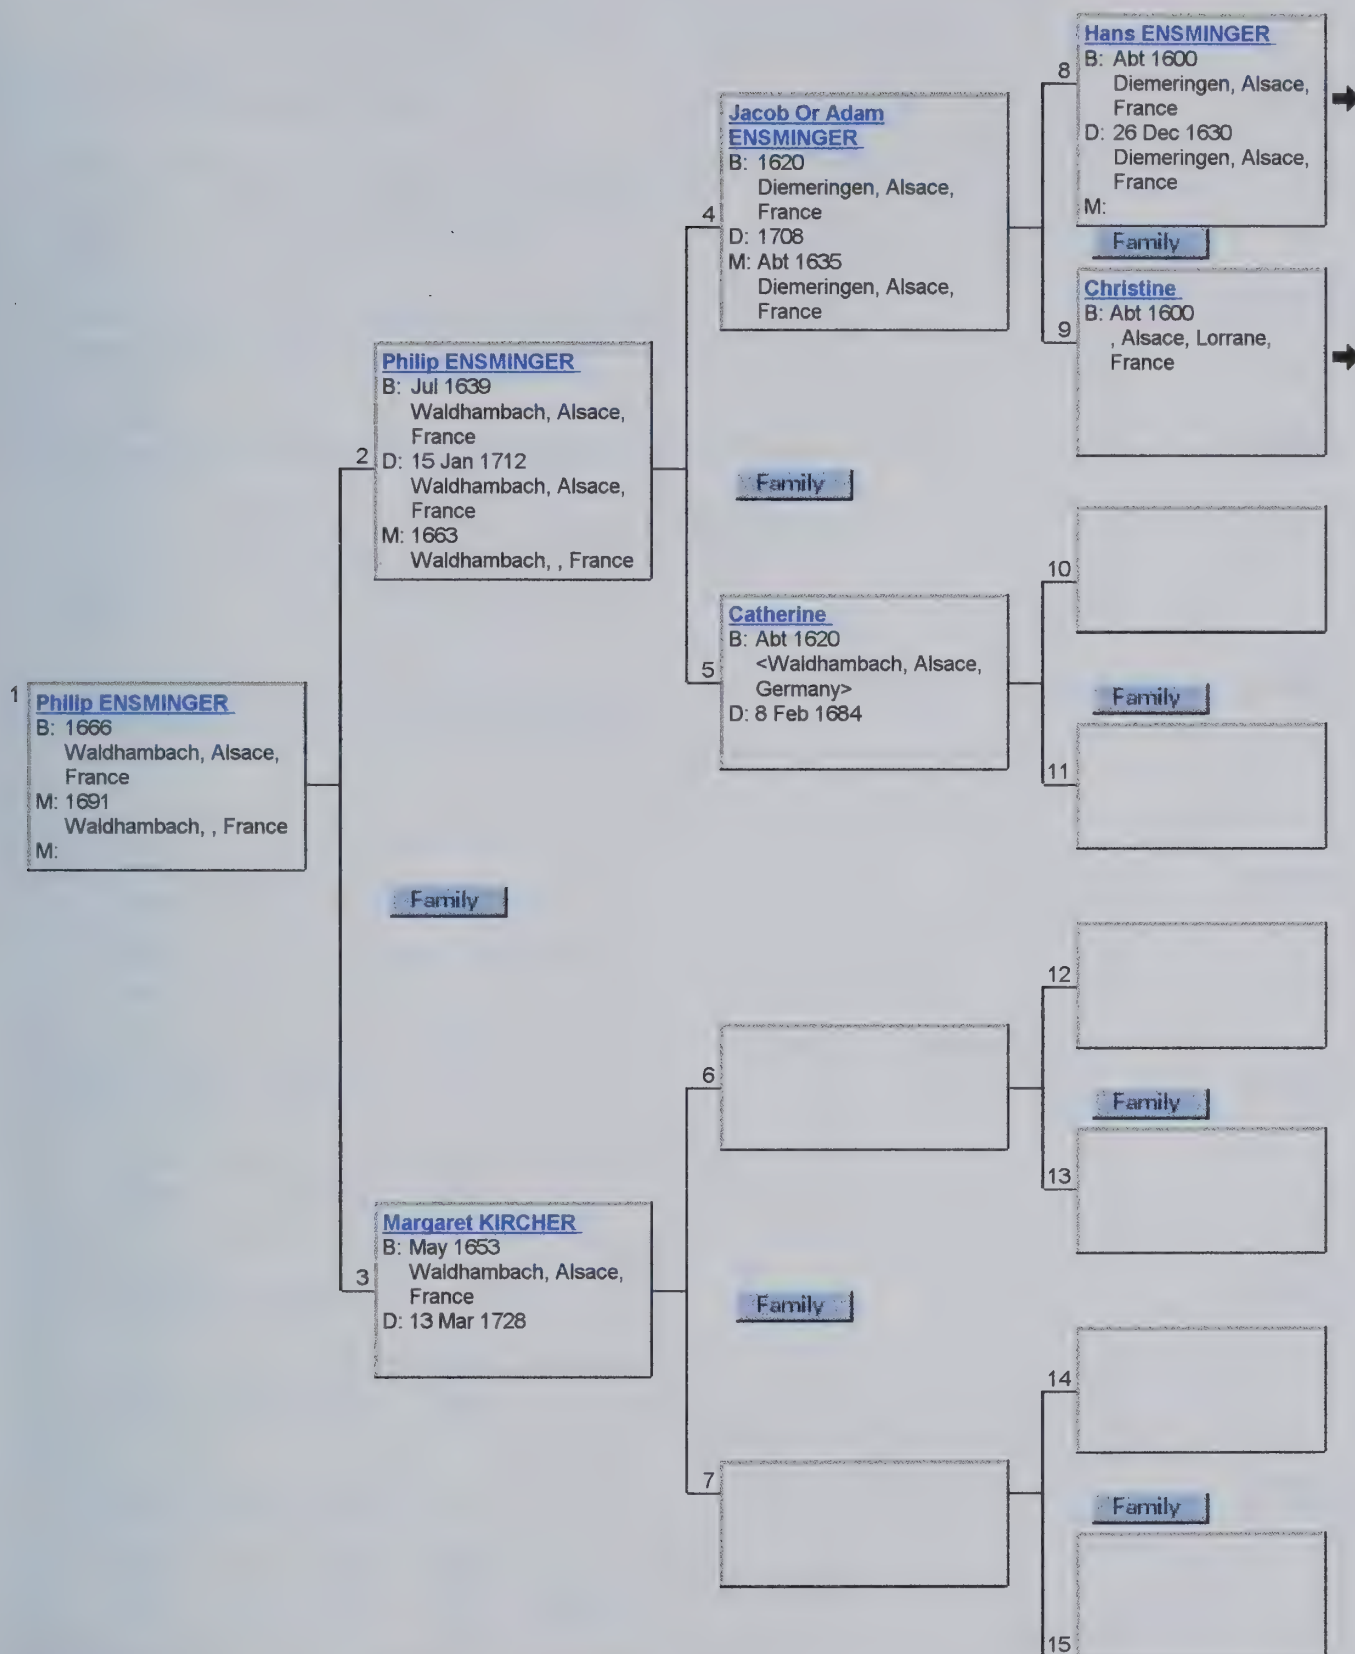 8
Hans ENSMINGER
B: Abt 1600
Diemeringen, Alsace,
France
D: 26 Dec 1630
Diemeringen, Alsace,
France
M:
Family
4
Jacob Or Adam
ENSMINGER
B: 1620
Diemeringen, Alsace,
France
D: 1708
M: Abt 1635
Diemeringen, Alsace,
France
9
Christine
B: Abt 1600
, Alsace, Lorrane,
France
2
Philip ENSMINGER
B: Jul 1639
Waldhambach, Alsace,
France
D: 15 Jan 1712
Waldhambach, Alsace,
France
M: 1663
Waldhambach, , France
Family
10
5
Catherine
B: Abt 1620
<Waldhambach, Alsace,
Germany>
D: 8 Feb 1684
Family
11
1
Philip ENSMINGER
B: 1666
Waldhambach, Alsace,
France
M: 1691
Waldhambach, , France
M:
Family
12
6
Family
13
3
Margaret KIRCHER
B: May 1653
Waldhambach, Alsace,
France
D: 13 Mar 1728
Family
14
7
Family
15